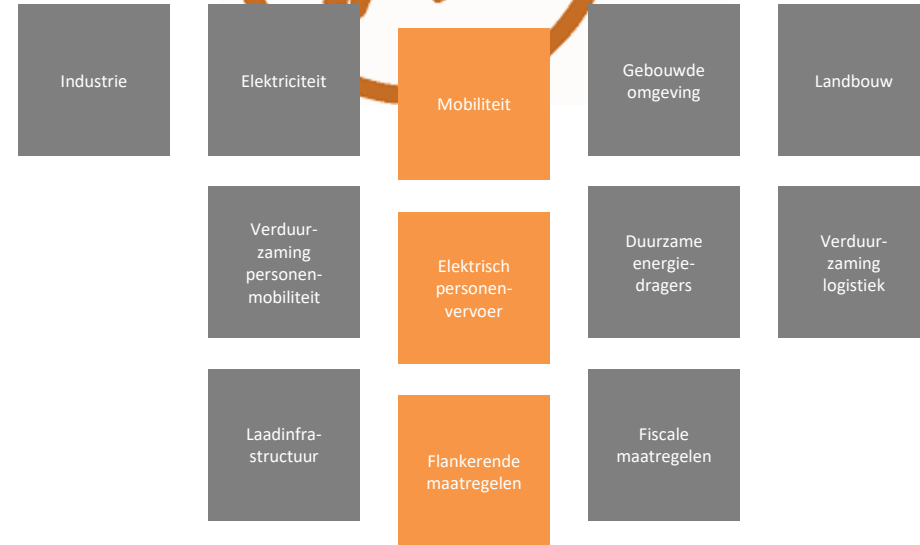 Industrie
Elektriciteit
Mobiliteit
Gebouwde
omgeving
Landbouw
Verduur-
zaming
personen-
mobiliteit
Elektrisch
personen-
vervoer
Duurzame
energie-
dragers
Verduur-
zaming
logistiek
Laadinfra-
structuur
Flankerende
maatregelen
Fiscale
maatregelen